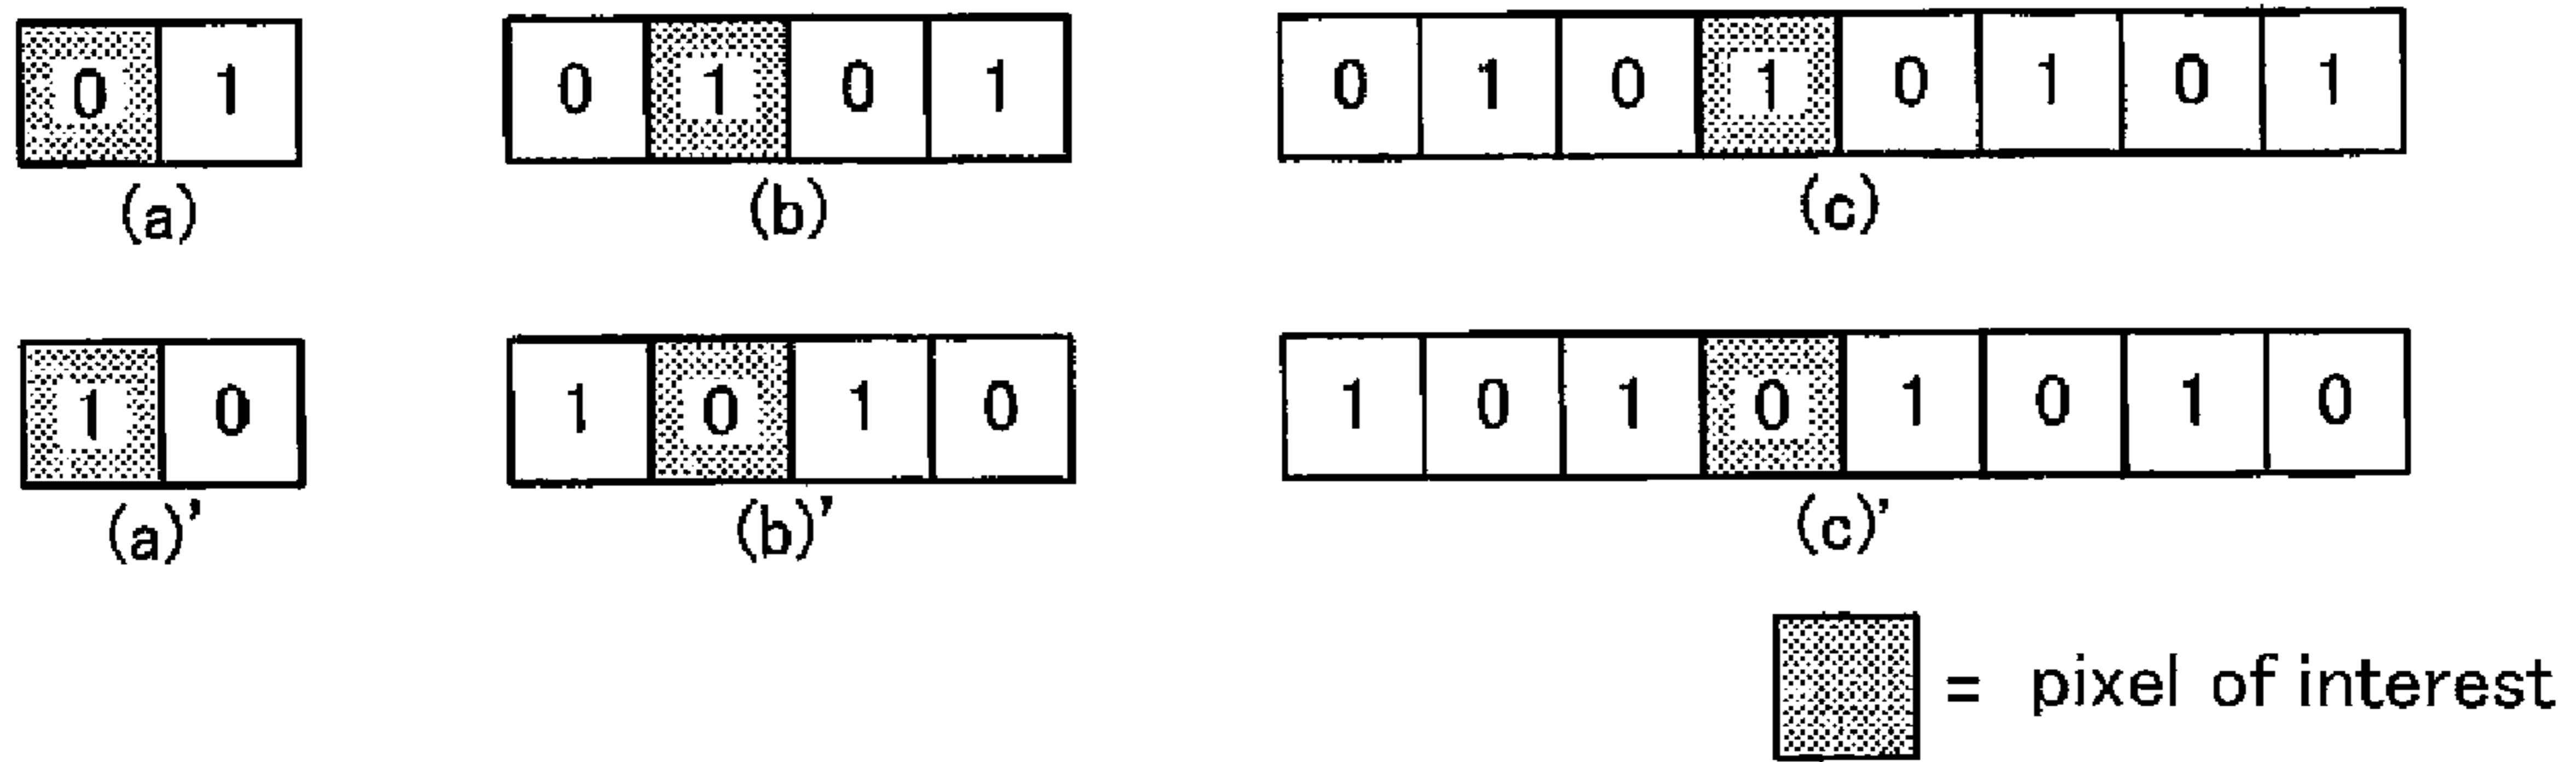 0 1 0 1 0 1 0 1 0 1 0 1 0 1
(a) (b) (c)
1 0 1 0 1 0 1 0 1 0 1 0 1 0
(a)' (b)' (c)'
= pixel of interest